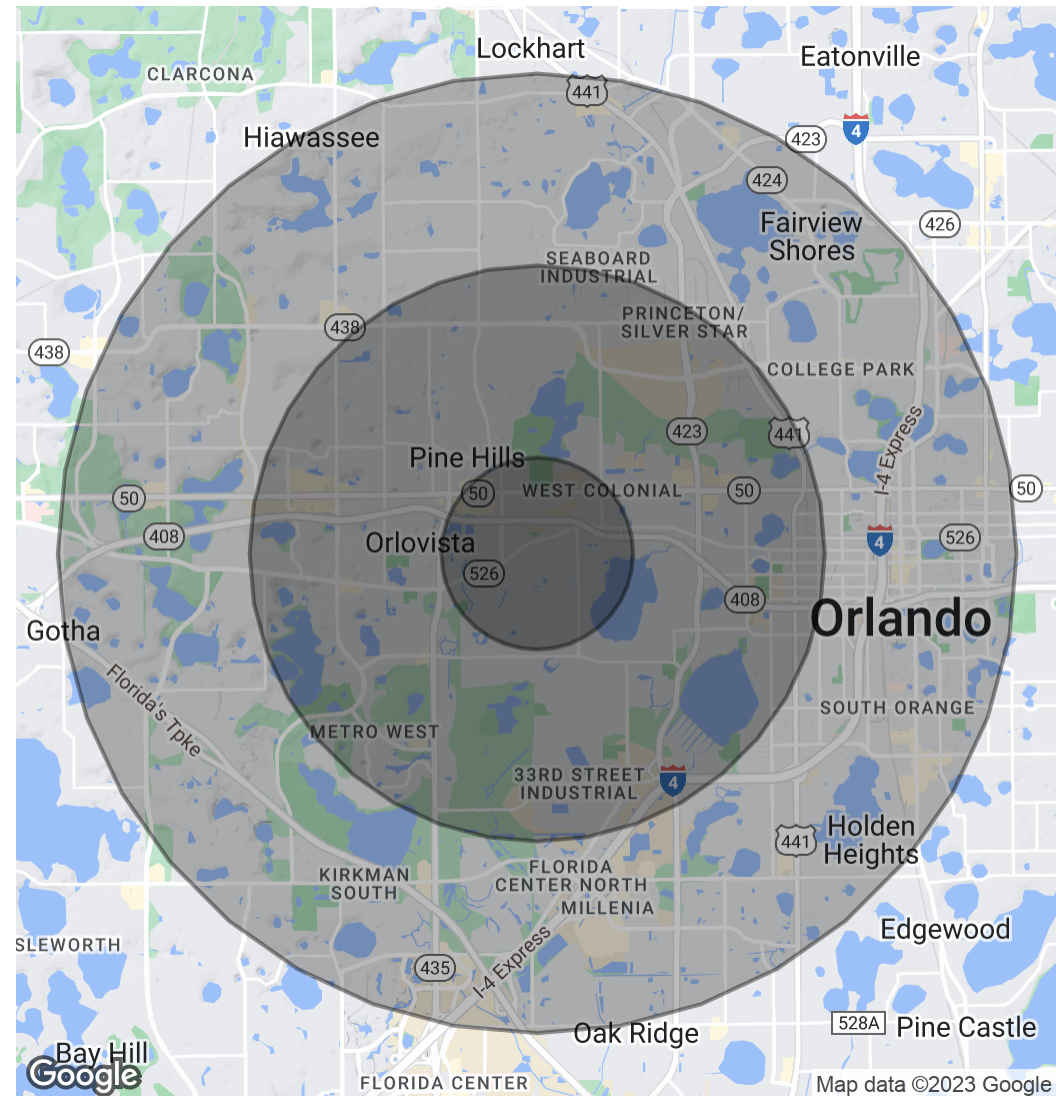 Lockhart
Eatonville
CLARCONA
441
Hiawassee
423
4
424
426
Fairview
Shores
SEABOARD
INDUSTRIAL
PRINCETON/
SILVER STAR
438
438
COLLEGE PARK
423
441
I-4 Express
Pine Hills
50
50
WEST COLONIAL
50
50
408
Orlovista
526
4
526
408
Gotha
Orlando
Florida's Tpke
SOUTH ORANGE
METRO WEST
33RD STREET
INDUSTRIAL
4
Holden
Heights
441
KIRKMAN
SOUTH
FLORIDA
CENTER NORTH
MILLENIA
SLEWORTH
Edgewood
435
I-4 Express
Oak Ridge
528A
Pine Castle
Bay Hill
Google
FLORIDA CENTER
Map data ©2023 Google